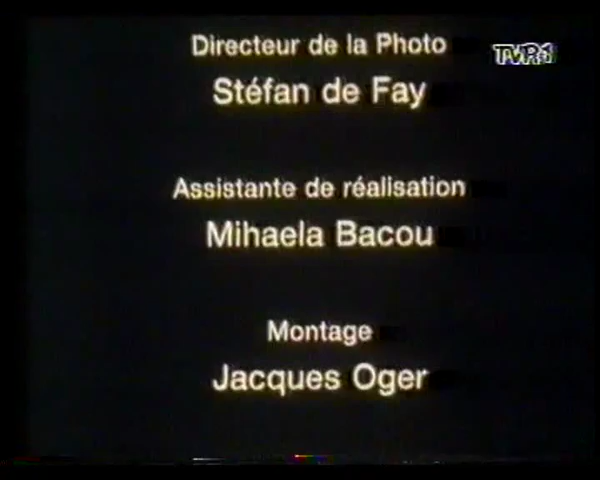 Directeur de la Photo
TVR1
Stéfan de Fay
Assistante de réalisation
Mihaela Bacou
Montage
Jacques Oger